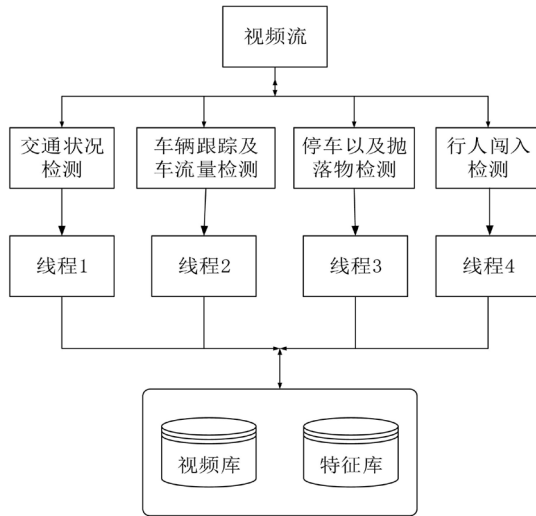 视频流
交通状况
检测
车辆跟踪及
车流量检测
停车以及抛
落物检测
行人闯入
检测
线程1
线程2
线程3
线程4
视频库
特征库